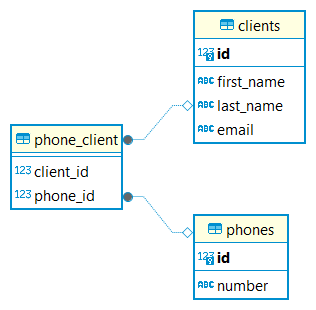 clients
123 id
ABC first_name
ABC last_name
ABC email
phone_client
123 client_id
123 phone_id
phones
123 id
ABC number